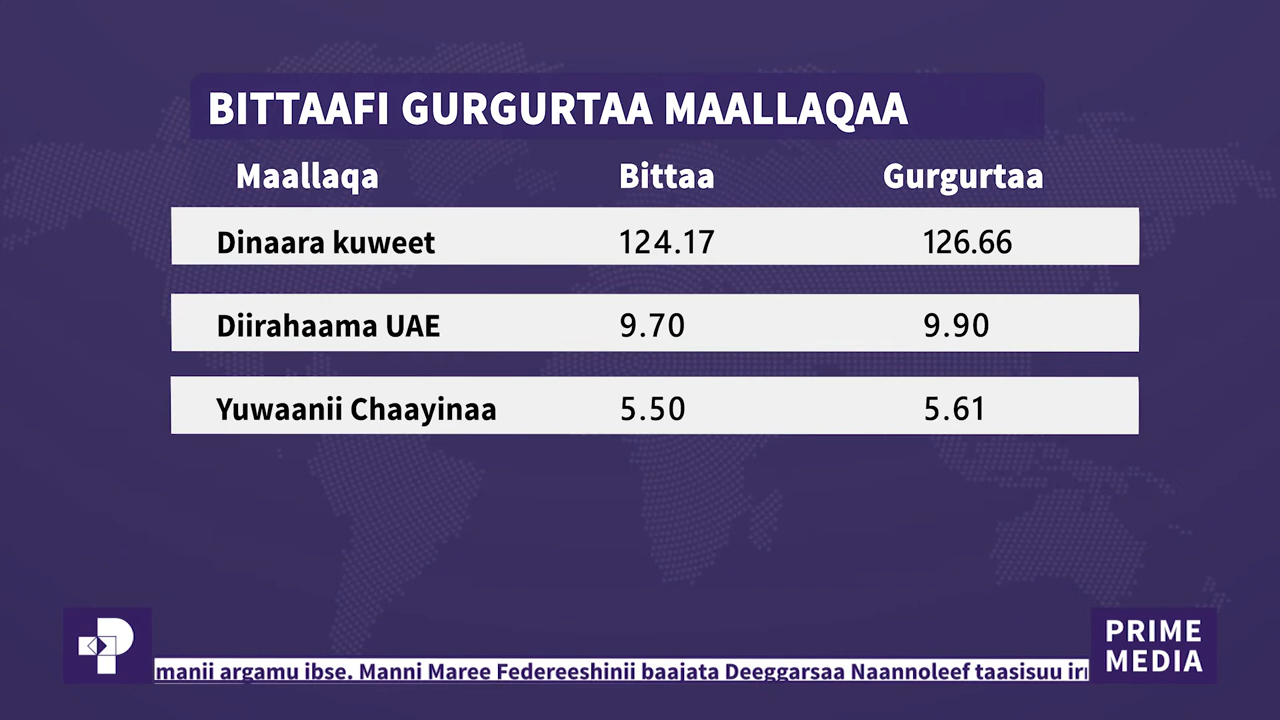 BITTAAFI GURGURTAA MAALLAQAA
Maallaqa Bittaa Gurgurtaa
Dinaara kuweet 124.17 126.66
Diirahaama UAE 9.70 9.90
Yuwaanii Chaayinaa 5.50 5.61
PRIME
MEDIA
manii argamu ibse. Manni Maree Federeeshinii baajata Deeggarsaa Naannoleef taasisuu